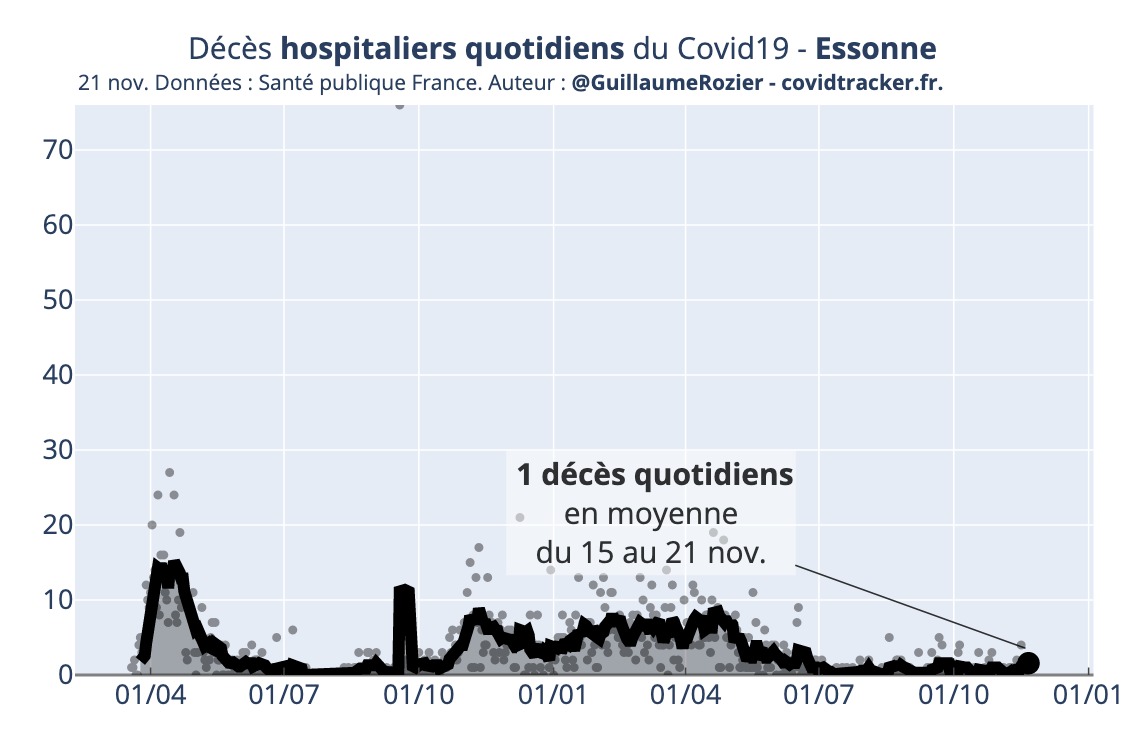 Décès hospitaliers quotidiens du Covid19 - Essonne
21 nov. Données : Santé publique France. Auteur : @GuillaumeRozier - covidtracker.fr.
70
60
50
40
30
20
10
0
1 décès quotidiens
en moyenne
du 15 au 21 nov.
01/04 01/07 01/10 01/01 01/04 01/07 01/10 01/01